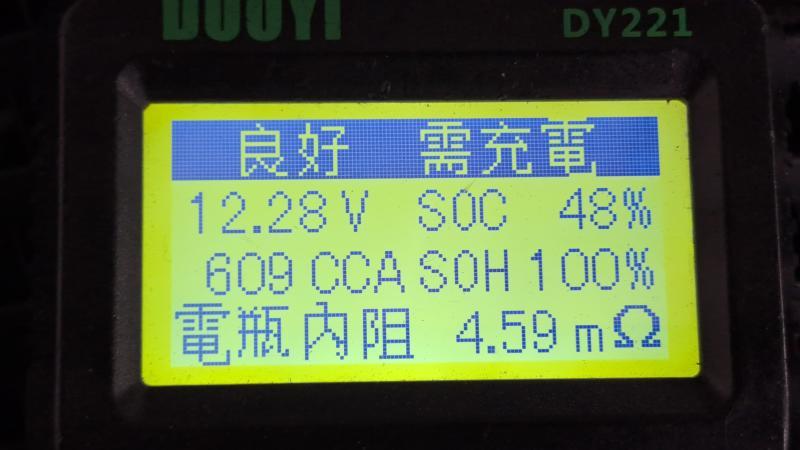 DUOYI DY221
良好 需充電
12.28V SOC 48%
609 CCA SOH 100%
電瓶內阻 4.59 mΩ